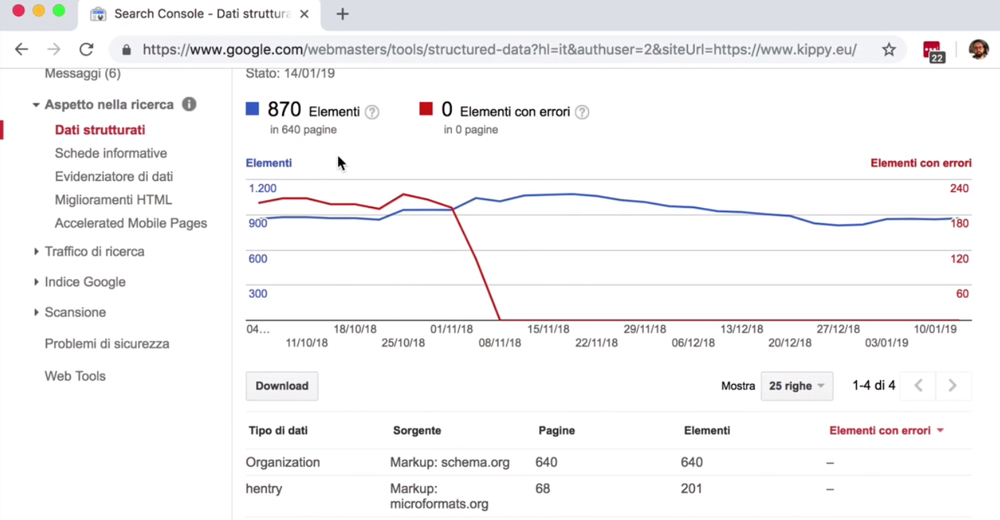 Search Console - Dati struttura
https://www.google.com/webmasters/tools/structured-data?hl=it&authuser=2&siteUrl=https://www.kippy.eu/
22
Messaggi (6)
Aspetto nella ricerca
Dati strutturati
Schede informative
Evidenziatore di dati
Miglioramenti HTML
Accelerated Mobile Pages
Traffico di ricerca
Indice Google
Scansione
Problemi di sicurezza
Web Tools
Stato: 14/01/19
870 Elementi ? 0 Elementi con errori ?
in 640 pagine in 0 pagine
Elementi Elementi con errori
1.200 240
900 180
600 120
300 60
04... 18/10/18 01/11/18 15/11/18 29/11/18 13/12/18 27/12/18 10/01/19
11/10/18 25/10/18 08/11/18 22/11/18 06/12/18 20/12/18 03/01/19
Download Mostra 25 righe 1-4 di 4
Tipo di dati Sorgente Pagine Elementi Elementi con errori
Organization Markup: schema.org 640 640 –
hentry Markup: 68 201 –
microformats.org